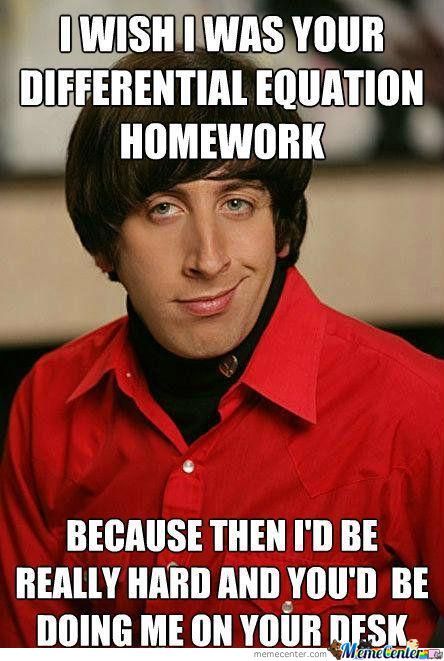 I WISH I WAS YOUR
DIFFERENTIAL EQUATION
HOMEWORK
BECAUSE THEN I'D BE
REALLY HARD AND YOU'D BE
DOING ME ON YOUR DESK
memecenter.com MemeCenter